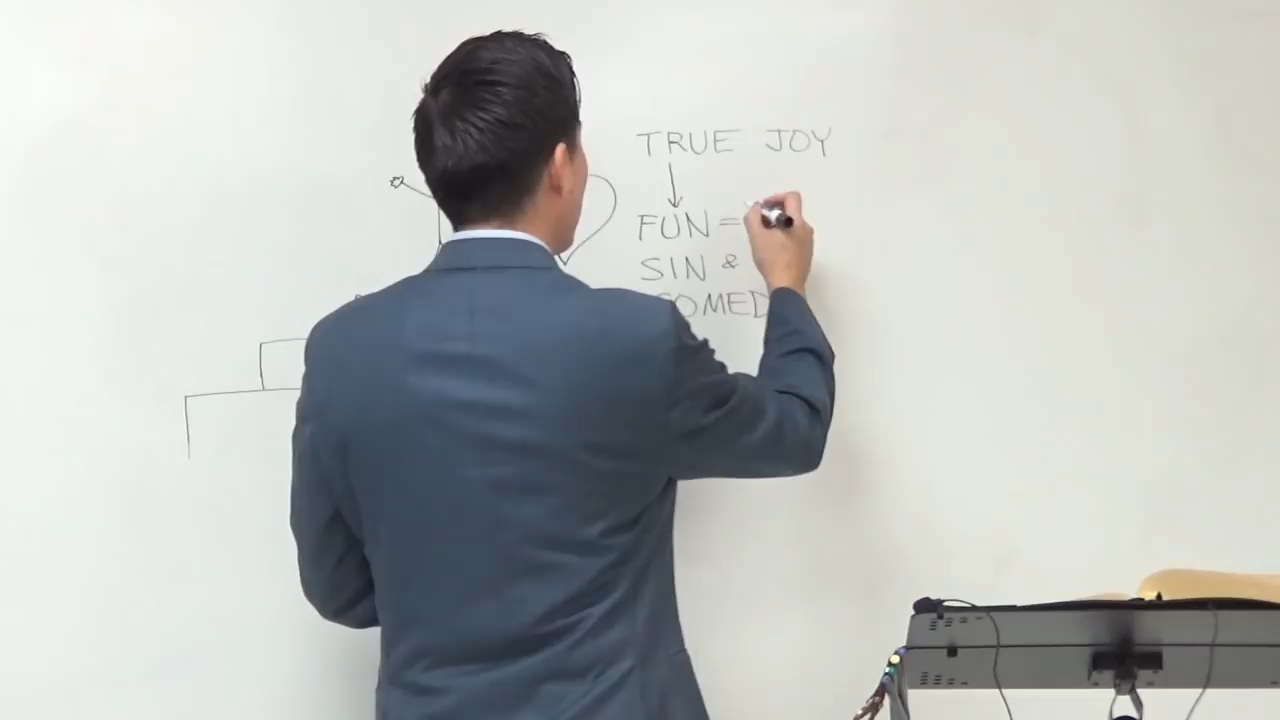 TRUE JOY
FUN =
SIN &